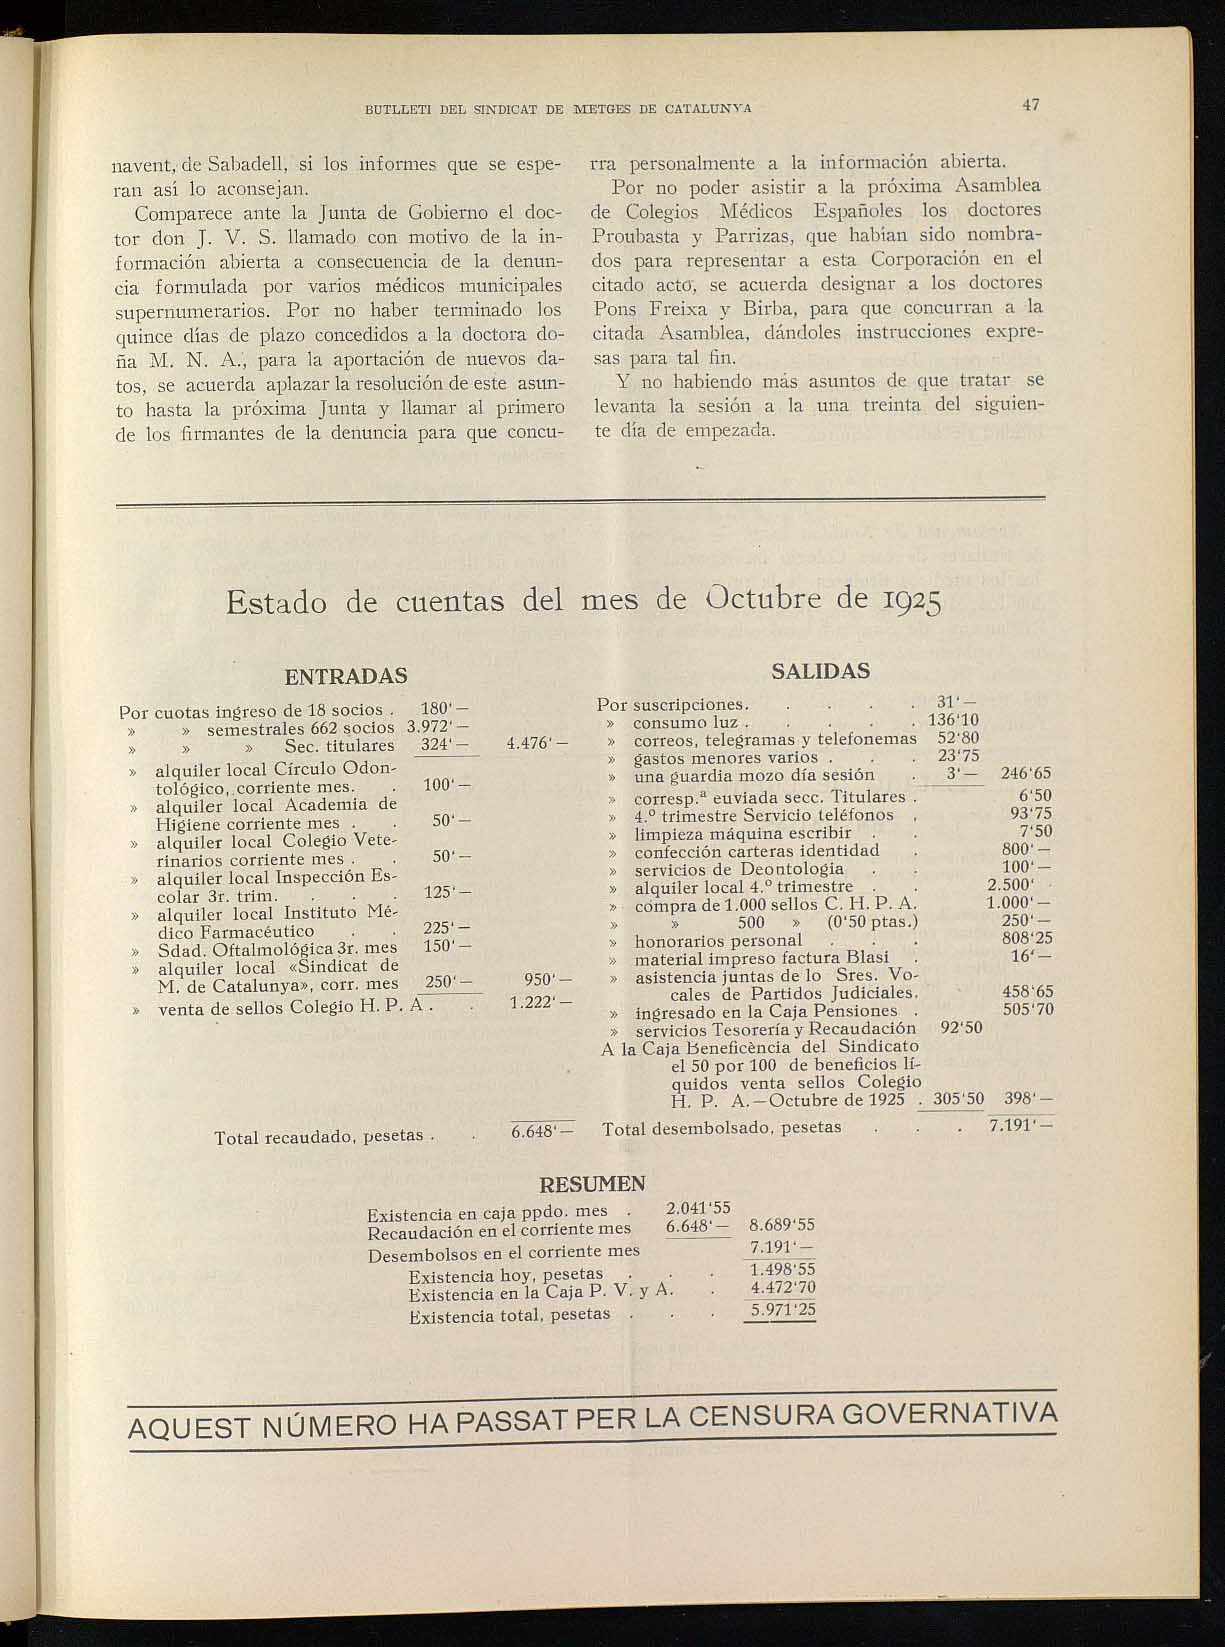 BUTLLETI DEL SINDICAT DE METGES DE CATALUNYA 47
navent, de Sabadell, si los informes que se espe-
ran así lo aconsejan.
Comparece ante la Junta de Gobierno el doc-
tor don J. V. S. llamado con motivo de la in-
formación abierta a consecuencia de la denun-
cia formulada por varios médicos municipales
supernumerarios. Por no haber terminado los
quince días de plazo concedidos a la doctora do-
ña M. N. A., para la aportación de nuevos da-
tos, se acuerda aplazar la resolución de este asun-
to hasta la próxima Junta y llamar al primero
de los firmantes de la denuncia para que concu-
rra personalmente a la información abierta.
Por no poder asistir a la próxima Asamblea
de Colegios Médicos Españoles los doctores
Proubasta y Parrizas, que habían sido nombra-
dos para representar a esta Corporación en el
citado acto, se acuerda designar a los doctores
Pons Freixa y Birba, para que concurran a la
citada Asamblea, dándoles instrucciones expre-
sas para tal fin.
Y no habiendo más asuntos de que tratar se
levanta la sesión a la una treinta del siguien-
te día de empezada.
Estado de cuentas del mes de Octubre de 1925
ENTRADAS
Por cuotas ingreso de 18 socios . 180'—
» » semestrales 662 socios 3.972'—
» » » Sec. titulares 324'— 4.476'—
» alquiler local Círculo Odon-
tológico, corriente mes. . 100'—
» alquiler local Academia de
Higiene corriente mes . . 50'—
» alquiler local Colegio Vete-
rinarios corriente mes . . 50'—
» alquiler local Inspección Es-
colar 3r. trim. . . . 125'—
» alquiler local Instituto Mé-
dico Farmacéutico . . 225'—
» Sdad. Oftalmológica 3r. mes 150'—
» alquiler local «Sindicat de
M. de Catalunya», corr. mes 250'— 950'—
» venta de sellos Colegio H. P. A . . 1.222'—
Total recaudado, pesetas . . 6.648'—
SALIDAS
Por suscripciones. . . . . 31'—
» consumo luz . . . . . 136'10
» correos, telegramas y telefonemas 52'80
» gastos menores varios . . . 23'75
» una guardia mozo día sesión . 3'— 246'65
» corresp.ª euviada secc. Titulares . 6'50
» 4.º trimestre Servicio teléfonos . 93'75
» limpieza máquina escribir . . 7'50
» confección carteras identidad . 800'—
» servicios de Deontología . . 100'—
» alquiler local 4.º trimestre . . 2.500'
» compra de 1.000 sellos C. H. P. A. 1.000'—
» » 500 » (0'50 ptas.) 250'—
» honorarios personal . . . 808'25
» material impreso factura Blasi . 16'—
» asistencia juntas de lo Sres. Vo-
cales de Partidos Judiciales. 458'65
» ingresado en la Caja Pensiones . 505'70
» servicios Tesorería y Recaudación 92'50
A la Caja Beneficència del Sindicato
el 50 por 100 de beneficios lí-
quidos venta sellos Colegio
H. P. A.—Octubre de 1925 . 305'50 398'—
Total desembolsado, pesetas . . . 7.191'—
RESUMEN
Existencia en caja ppdo. mes . 2.041'55
Recaudación en el corriente mes 6.648'— 8.689'55
Desembolsos en el corriente mes 7.191'—
Existencia hoy, pesetas . . . 1.498'55
Existencia en la Caja P. V. y A. . 4.472'70
Existencia total, pesetas . . . 5.971'25
AQUEST NÚMERO HA PASSAT PER LA CENSURA GOVERNATIVA